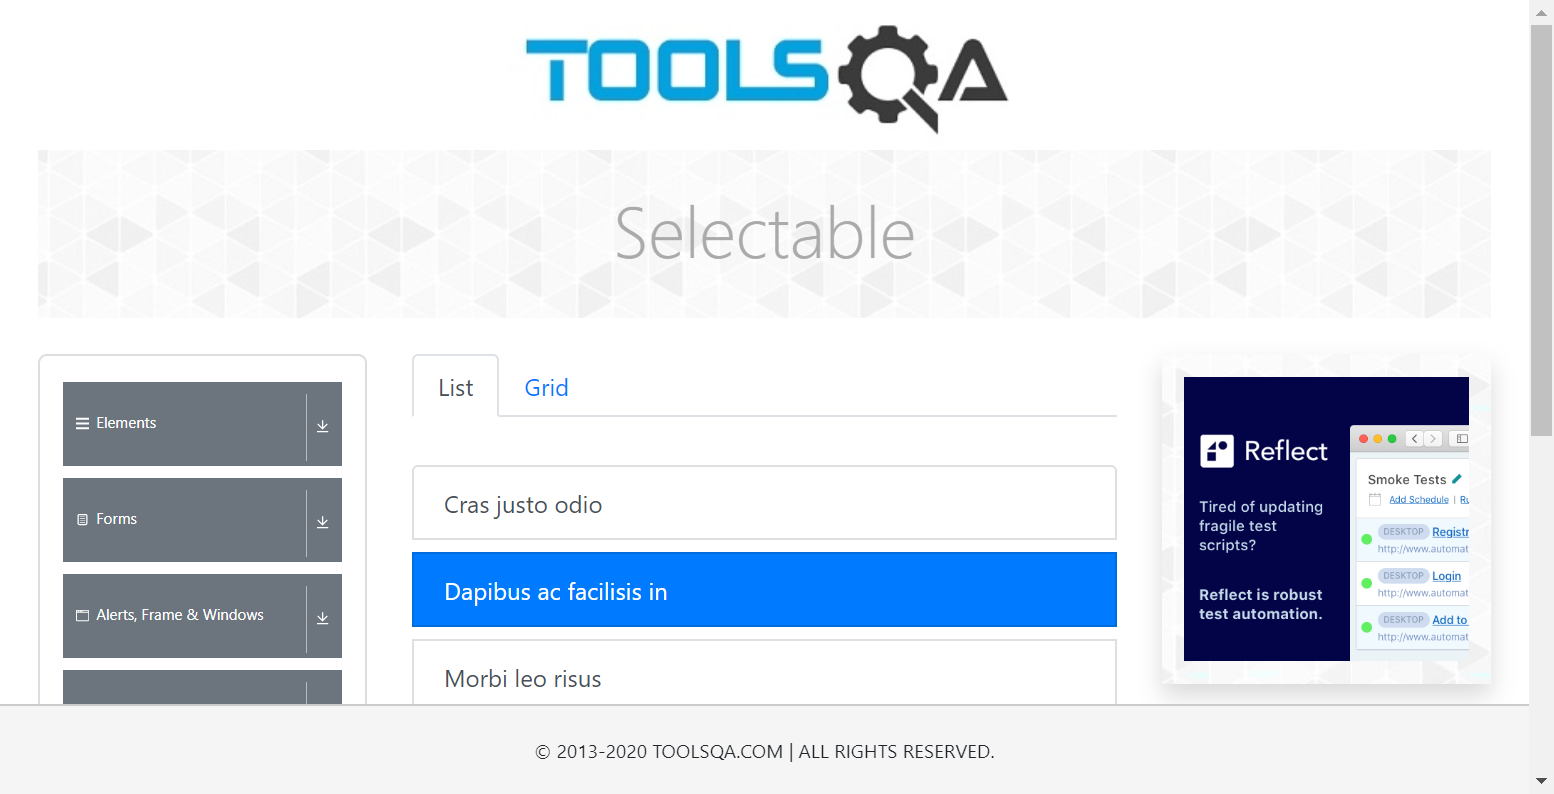 TOOLSQA
Selectable
Elements
Forms
Alerts, Frame & Windows
List
Grid
Cras justo odio
Dapibus ac facilisis in
Morbi leo risus
Reflect
Tired of updating
fragile test
scripts?
Reflect is robust
test automation.
Smoke Tests
Add Schedule | Ru
DESKTOP Registr
http://www.automat
DESKTOP Login
http://www.automat
DESKTOP Add to
http://www.automat
© 2013-2020 TOOLSQA.COM | ALL RIGHTS RESERVED.